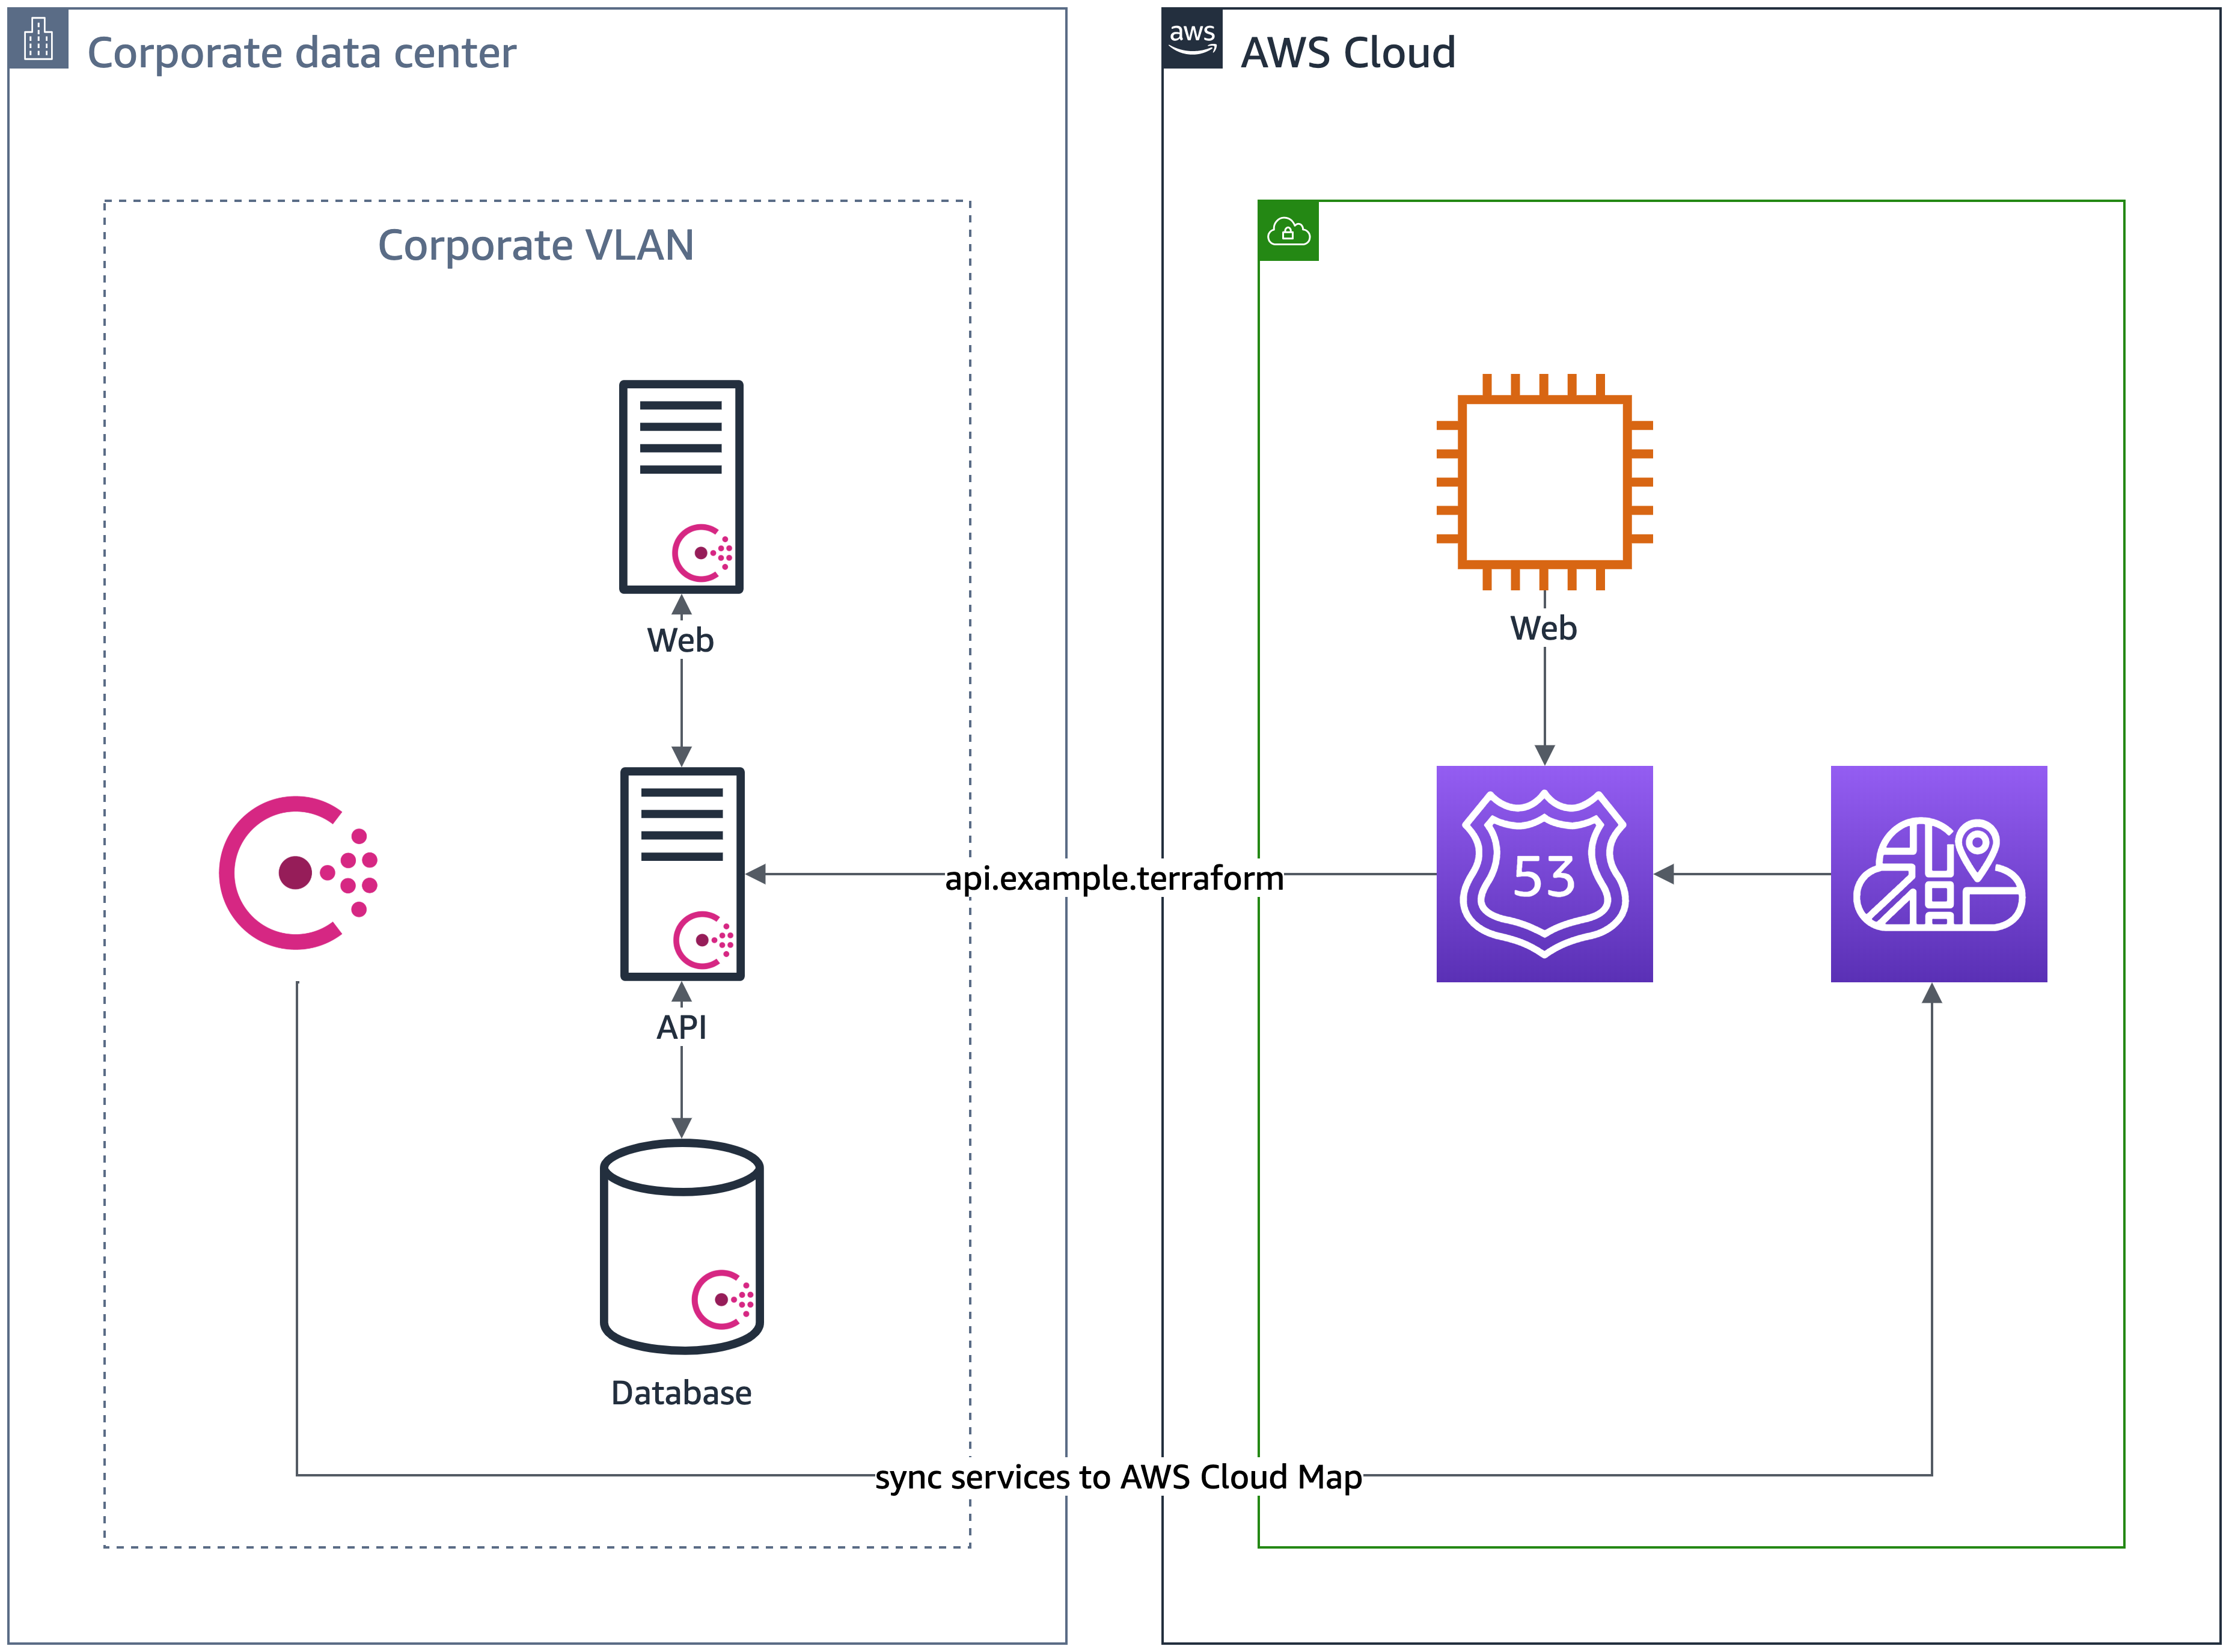 Corporate data center
aws
AWS Cloud
Corporate VLAN
Web
Web
53
api.example.terraform
API
Database
sync services to AWS Cloud Map